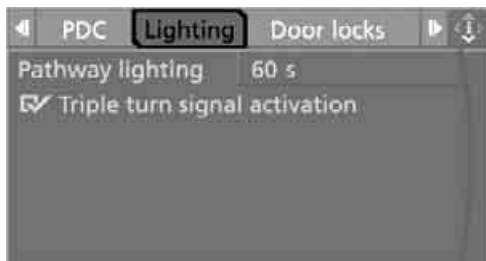 PDC Lighting Door locks
Pathway lighting 60 s
Triple turn signal activation